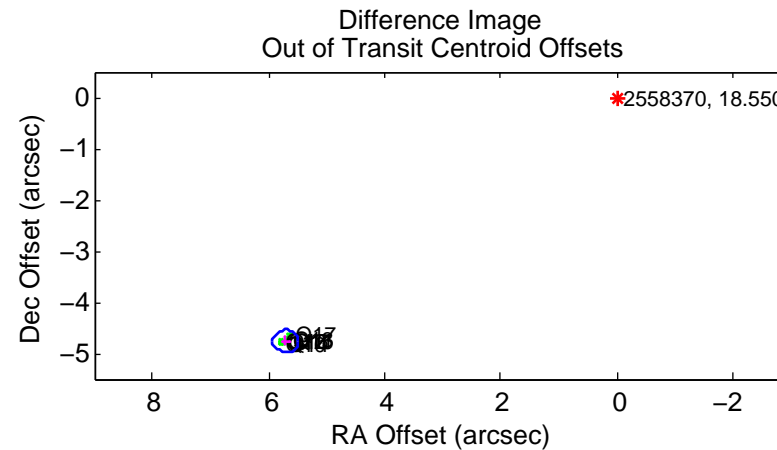 Difference Image
Out of Transit Centroid Offsets
0
2558370, 18.550
−1
−2
−3
−4
Q17
−5
8
6
4
2
0
−2
Dec Offset (arcsec)
RA Offset (arcsec)